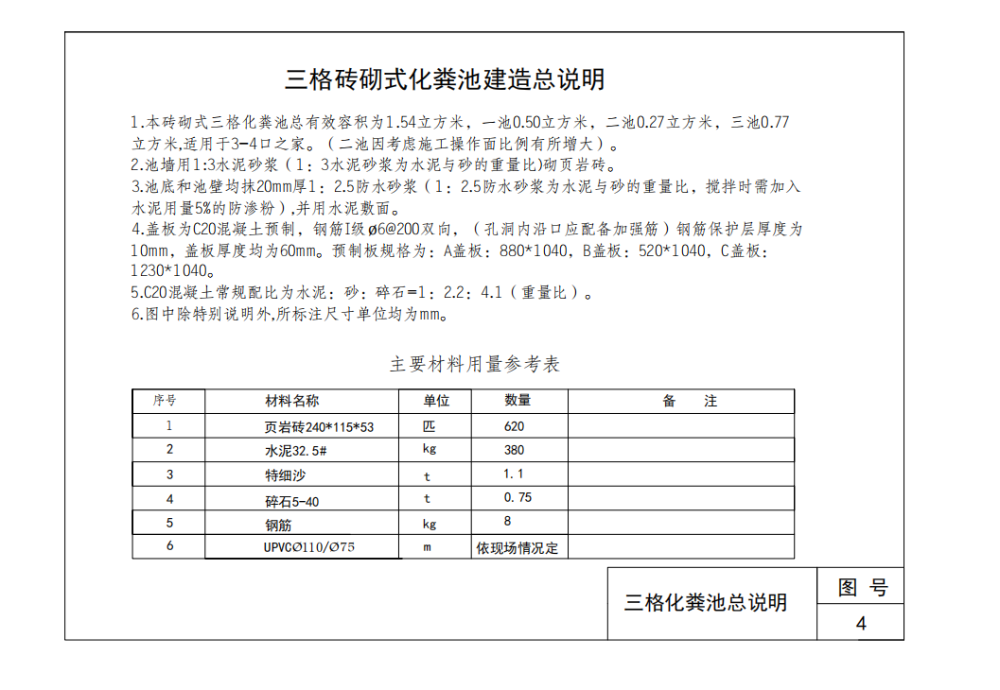 三格砖砌式化粪池建造总说明
1.本砖砌式三格化粪池总有效容积为1.54立方米，一池0.50立方米，二池0.27立方米，三池0.77
立方米,适用于3-4口之家。（二池因考虑施工操作面比例有所增大）。
2.池墙用1:3水泥砂浆（1：3水泥砂浆为水泥与砂的重量比)砌页岩砖。
3.池底和池壁均抹20mm厚1：2.5防水砂浆（1：2.5防水砂浆为水泥与砂的重量比，搅拌时需加入
水泥用量5%的防渗粉）,并用水泥敷面。
4.盖板为C20混凝土预制，钢筋I级ø6@200双向，（孔洞内沿口应配备加强筋）钢筋保护层厚度为
10mm，盖板厚度均为60mm。预制板规格为：A盖板：880*1040，B盖板：520*1040，C盖板：
1230*1040。
5.C20混凝土常规配比为水泥：砂：碎石=1：2.2：4.1（重量比）。
6.图中除特别说明外,所标注尺寸单位均为mm。
主要材料用量参考表
序号 材料名称 单位 数量 备 注
1 页岩砖240*115*53 匹 620
2 水泥32.5# kg 380
3 特细沙 t 1.1
4 碎石5-40 t 0.75
5 钢筋 kg 8
6 UPVCØ110/Ø75 m 依现场情况定
三格化粪池总说明
图 号
4